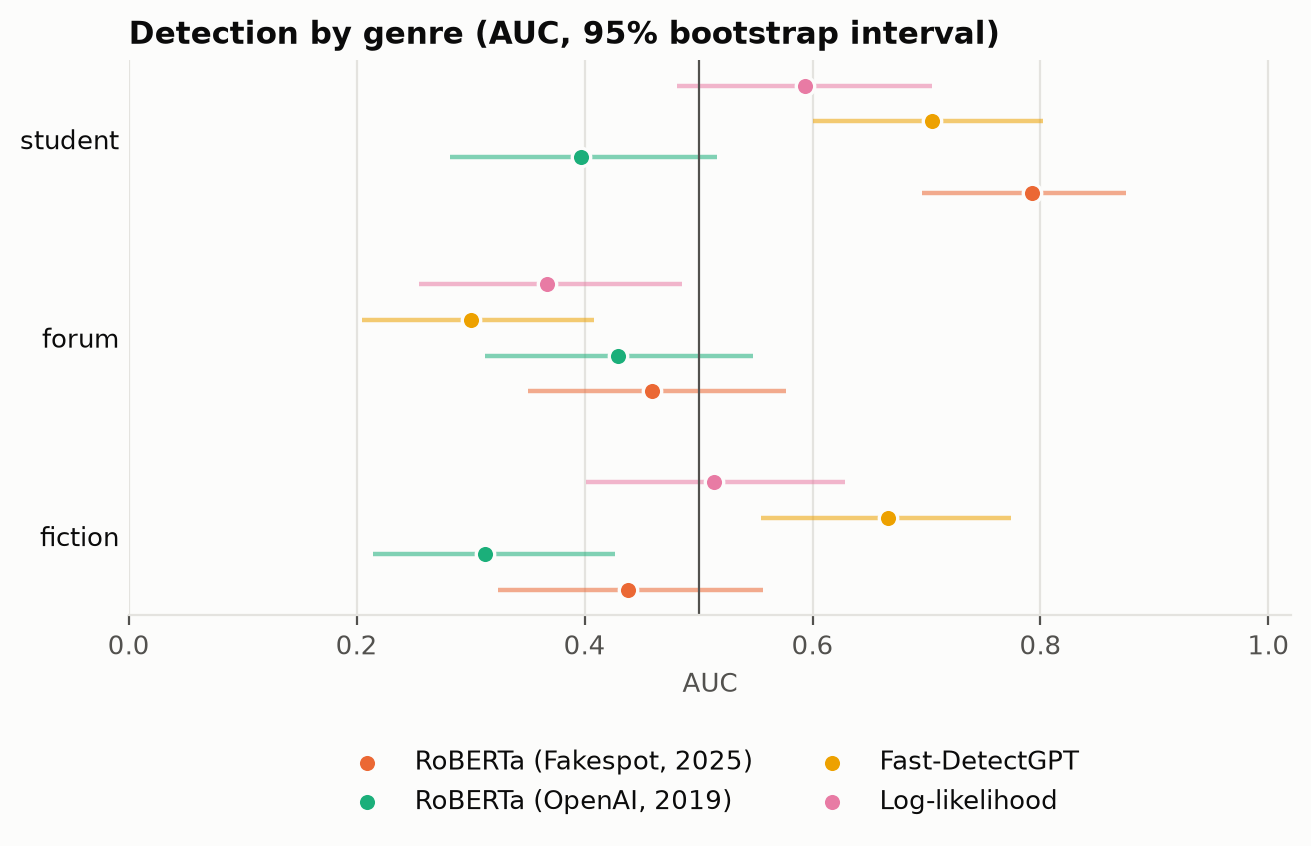 Detection by genre (AUC, 95% bootstrap interval)
student
forum
fiction
0.0 0.2 0.4 0.6 0.8 1.0
AUC
RoBERTa (Fakespot, 2025) Fast-DetectGPT
RoBERTa (OpenAI, 2019) Log-likelihood